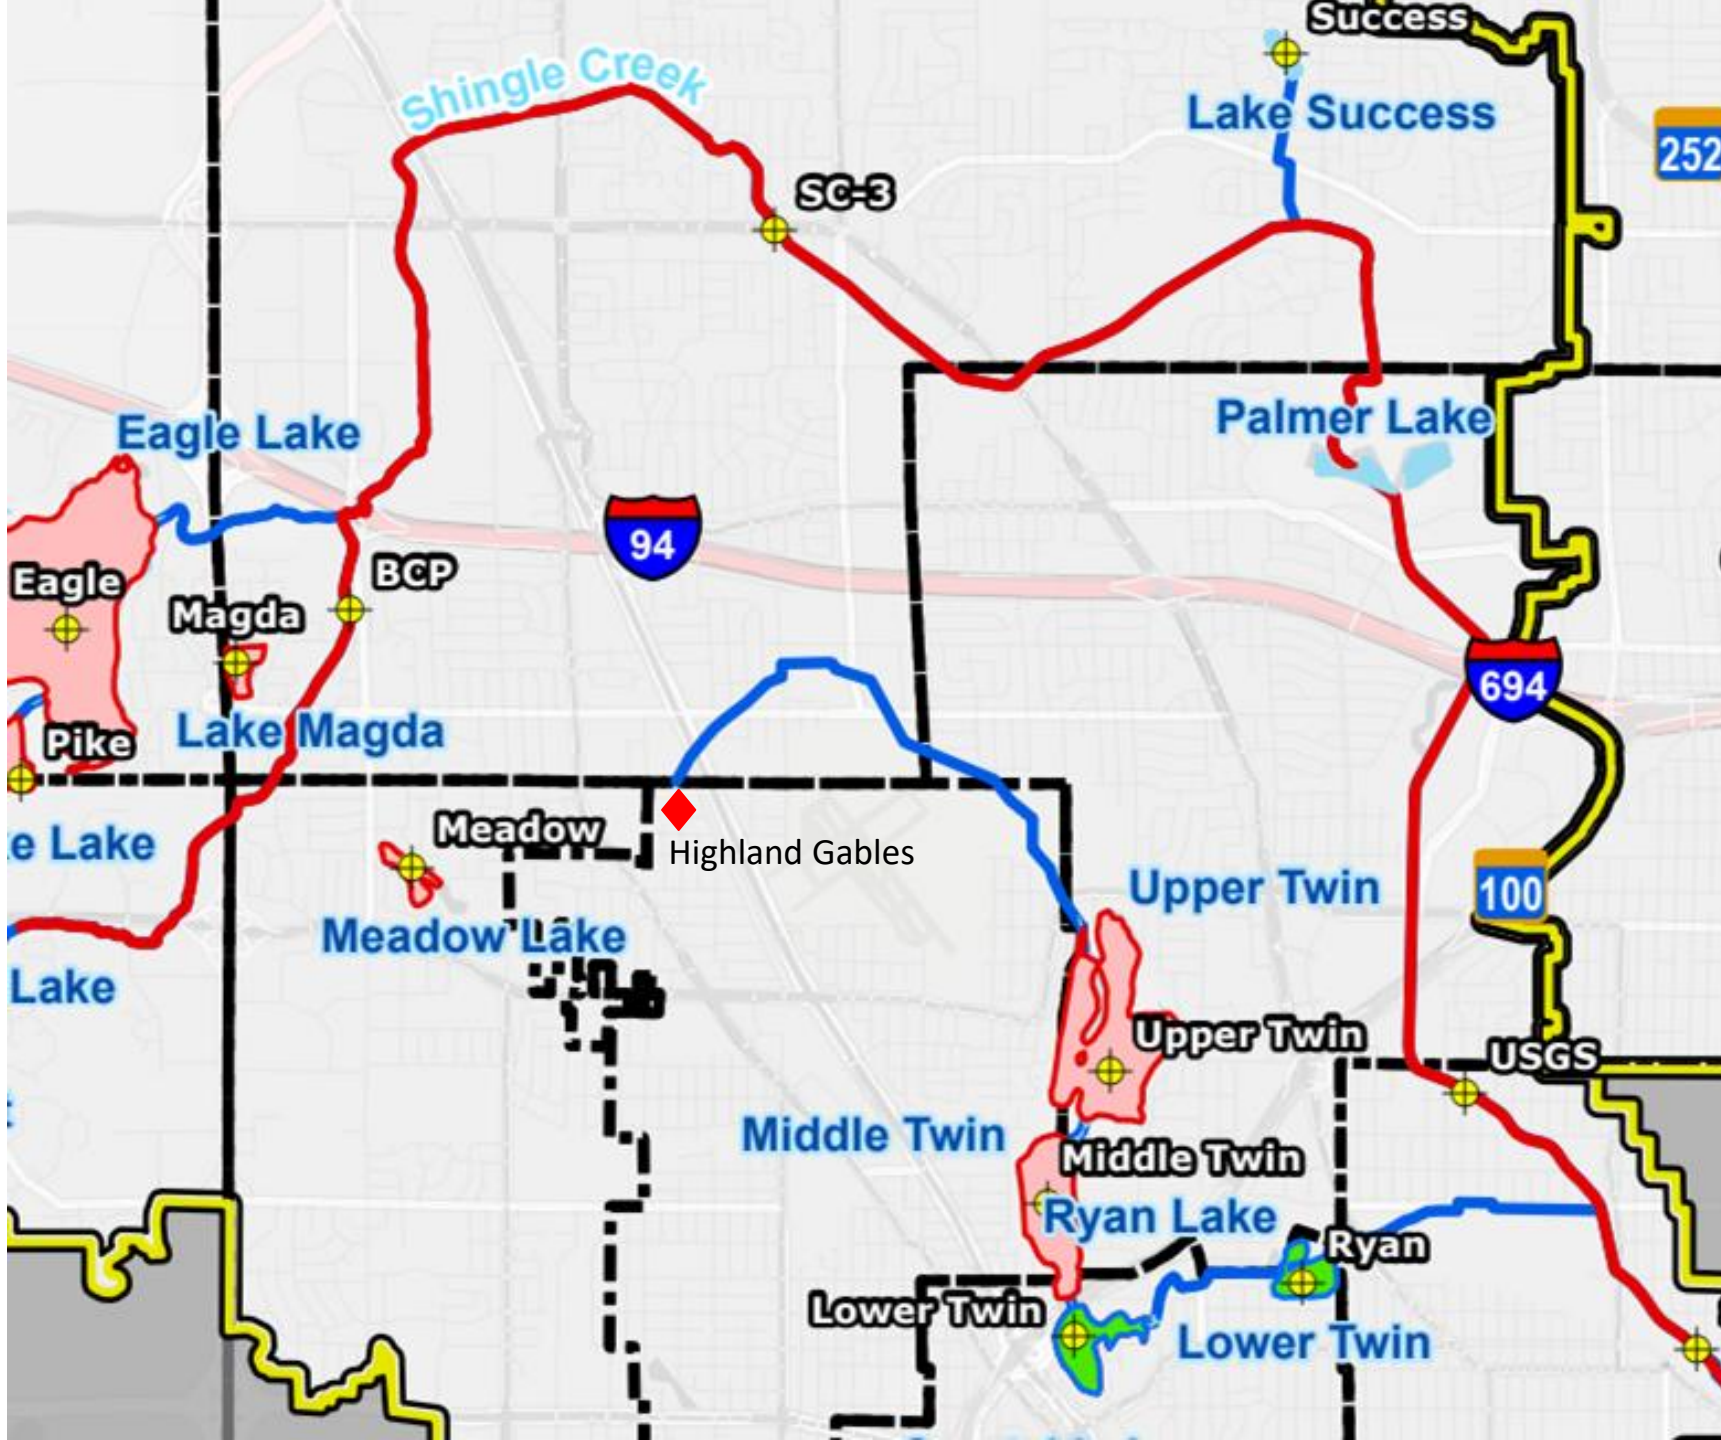 Success
Shingle Creek
Lake Success
252
SC-3
Palmer Lake
Eagle Lake
94
Eagle
BCP
Magda
694
Lake Magda
Pike
Meadow
ke Lake
Highland Gables
100
Upper Twin
Meadow Lake
Lake
Upper Twin
USGS
Middle Twin
Middle Twin
Ryan Lake
Ryan
Lower Twin
Lower Twin